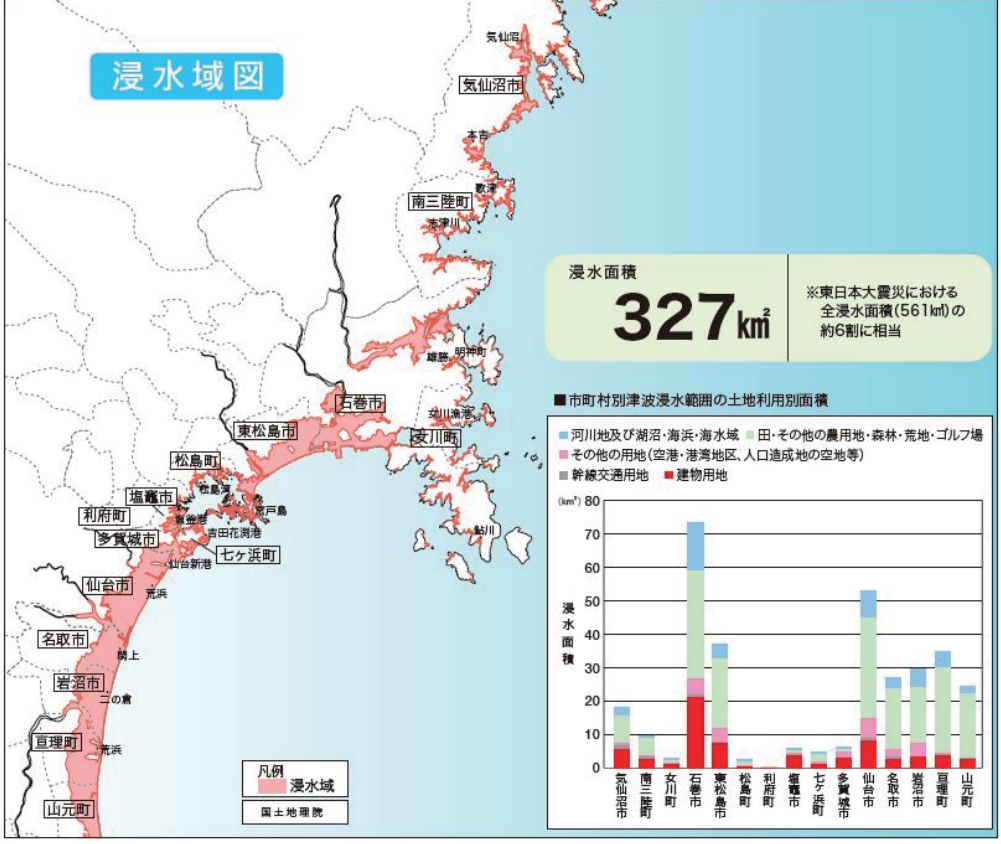 浸水域図
気仙沼
気仙沼市
本吉
歌津
南三陸町
志津川
浸水面積
327km²
※東日本大震災における
全浸水面積(561km²)の
約6割に相当
雄勝
明神町
石巻市
女川漁港
東松島市
女川町
松島町
松島湾
塩竈市
宮戸島
利府町
吉田花渕港
鮎川
多賀城市
七ヶ浜町
仙台新港
仙台市
荒浜
名取市
閖上
岩沼市
二の倉
亘理町
荒浜
山元町
凡例
浸水域
国土地理院
■市町村別津波浸水範囲の土地利用別面積
河川地及び湖沼・海浜・海水域 田・その他の農用地・森林・荒地・ゴルフ場
その他の用地(空港・港湾地区、人口造成地の空地等)
幹線交通用地 建物用地
(km²)
80
70
60
50
40
30
20
10
0
浸水面積
気仙沼市
南三陸町
女川町
石巻市
東松島市
松島町
利府町
塩竈市
七ヶ浜町
多賀城市
仙台市
名取市
岩沼市
亘理町
山元町